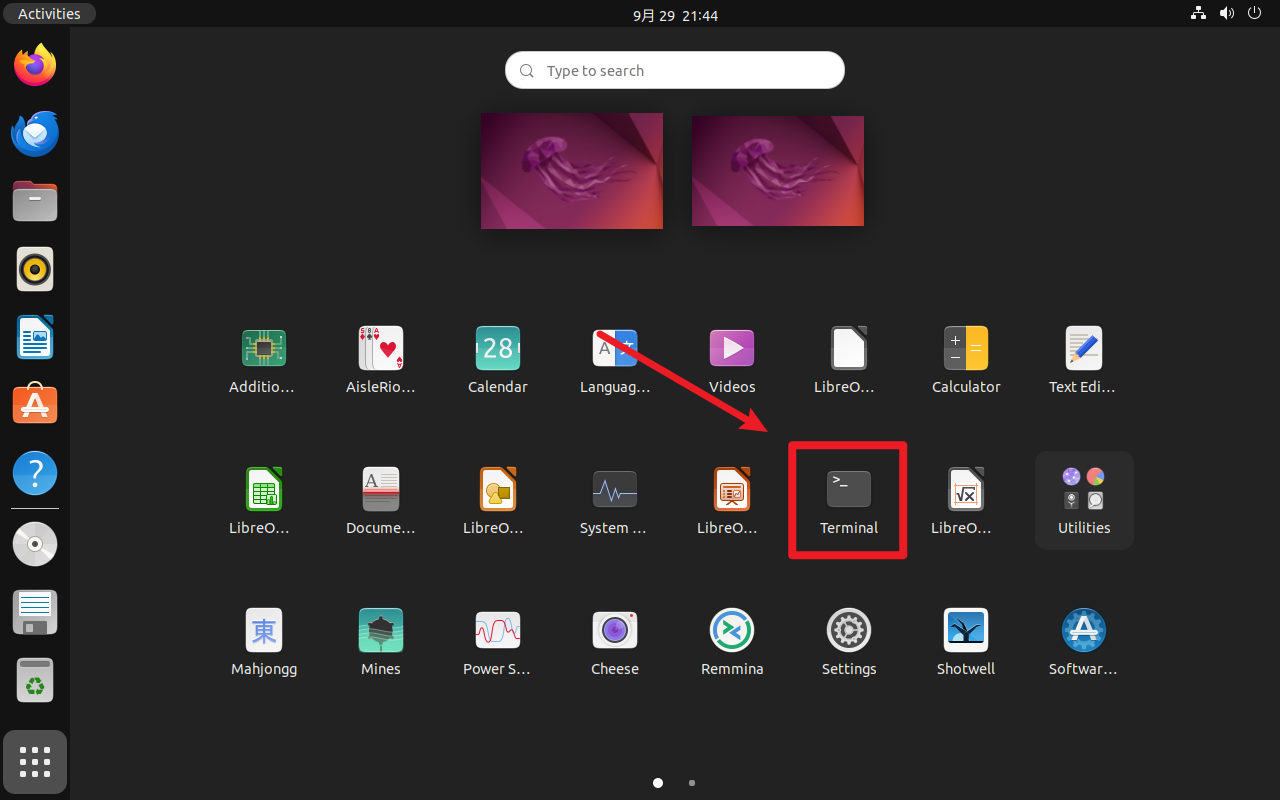 Activities
9月 29 21:44
Type to search
28
Additio…
AisleRio…
Calendar
Languag…
Videos
LibreO…
Calculator
Text Edi…
LibreO…
Docume…
LibreO…
System …
LibreO…
>_
Terminal
LibreO…
Utilities
東
Mahjongg
Mines
Power S…
Cheese
Remmina
Settings
Shotwell
Softwar…